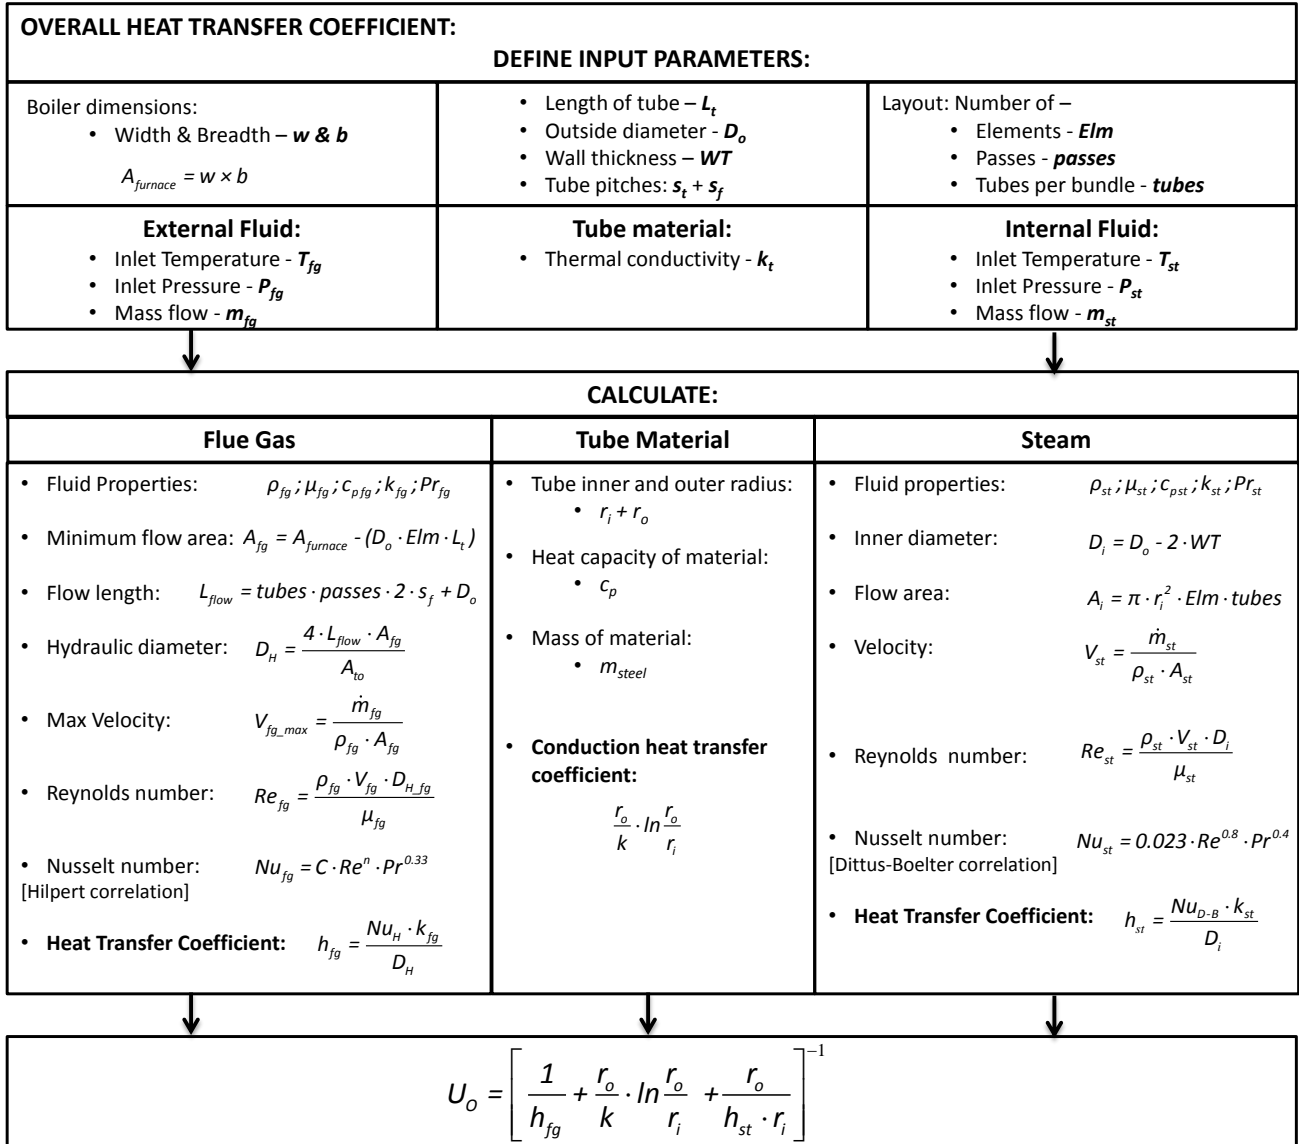 OVERALL HEAT TRANSFER COEFFICIENT:
DEFINE INPUT PARAMETERS:
Boiler dimensions:
• Width & Breadth – w & b
A_furnace = w × b
• Length of tube – L_t
• Outside diameter - D_o
• Wall thickness – WT
• Tube pitches: s_t + s_f
Layout: Number of –
• Elements - Elm
• Passes - passes
• Tubes per bundle - tubes
External Fluid:
• Inlet Temperature - T_fg
• Inlet Pressure - P_fg
• Mass flow - m_fg
Tube material:
• Thermal conductivity - k_t
Internal Fluid:
• Inlet Temperature - T_st
• Inlet Pressure - P_st
• Mass flow - m_st
CALCULATE:
Flue Gas
• Fluid Properties: ρ_fg ; μ_fg ; c_pfg ; k_fg ; Pr_fg
• Minimum flow area: A_fg = A_furnace - (D_o · Elm · L_t)
• Flow length: L_flow = tubes · passes · 2 · s_f + D_o
• Hydraulic diameter: D_H = (4 · L_flow · A_fg) / A_to
• Max Velocity: V_fg_max = ṁ_fg / (ρ_fg · A_fg)
• Reynolds number: Re_fg = (ρ_fg · V_fg · D_H_fg) / μ_fg
• Nusselt number: Nu_fg = C · Re^n · Pr^0.33
[Hilpert correlation]
• Heat Transfer Coefficient: h_fg = (Nu_H · k_fg) / D_H
Tube Material
• Tube inner and outer radius:
• r_i + r_o
• Heat capacity of material:
• c_p
• Mass of material:
• m_steel
• Conduction heat transfer
coefficient:
r_o / k · ln r_o / r_i
Steam
• Fluid properties: ρ_st ; μ_st ; c_pst ; k_st ; Pr_st
• Inner diameter: D_i = D_o - 2 · WT
• Flow area: A_i = π · r_i^2 · Elm · tubes
• Velocity: V_st = ṁ_st / (ρ_st · A_st)
• Reynolds number: Re_st = (ρ_st · V_st · D_i) / μ_st
• Nusselt number: Nu_st = 0.023 · Re^0.8 · Pr^0.4
[Dittus-Boelter correlation]
• Heat Transfer Coefficient: h_st = (Nu_D-B · k_st) / D_i
U_O = [ 1 / h_fg + r_o / k · ln r_o / r_i + r_o / (h_st · r_i) ]^-1